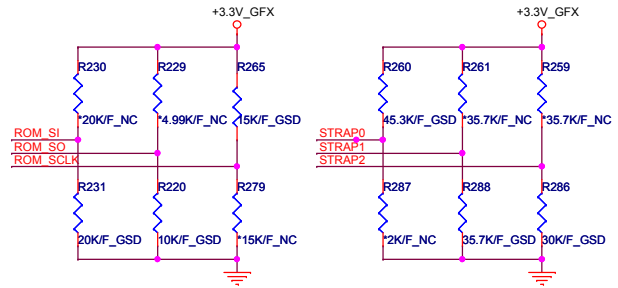 +3.3V_GFX
+3.3V_GFX
R230 R229 R265 R260 R261 R259
*20K/F_NC *4.99K/F_NC 15K/F_GSD 45.3K/F_GSD *35.7K/F_NC *35.7K/F_NC
ROM_SI
ROM_SO
ROM_SCLK
STRAP0
STRAP1
STRAP2
R231 R220 R279 R287 R288 R286
20K/F_GSD 10K/F_GSD *15K/F_NC *2K/F_NC 35.7K/F_GSD 30K/F_GSD